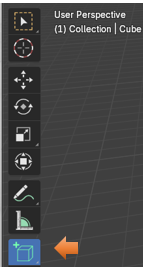 User Perspective
(1) Collection | Cube